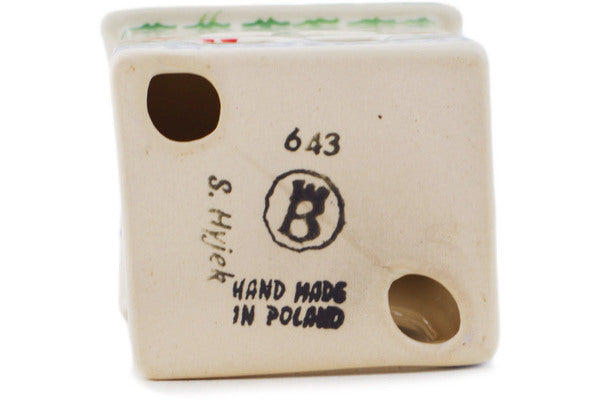 643
B
S. Hyjek
HAND MADE
IN POLAND